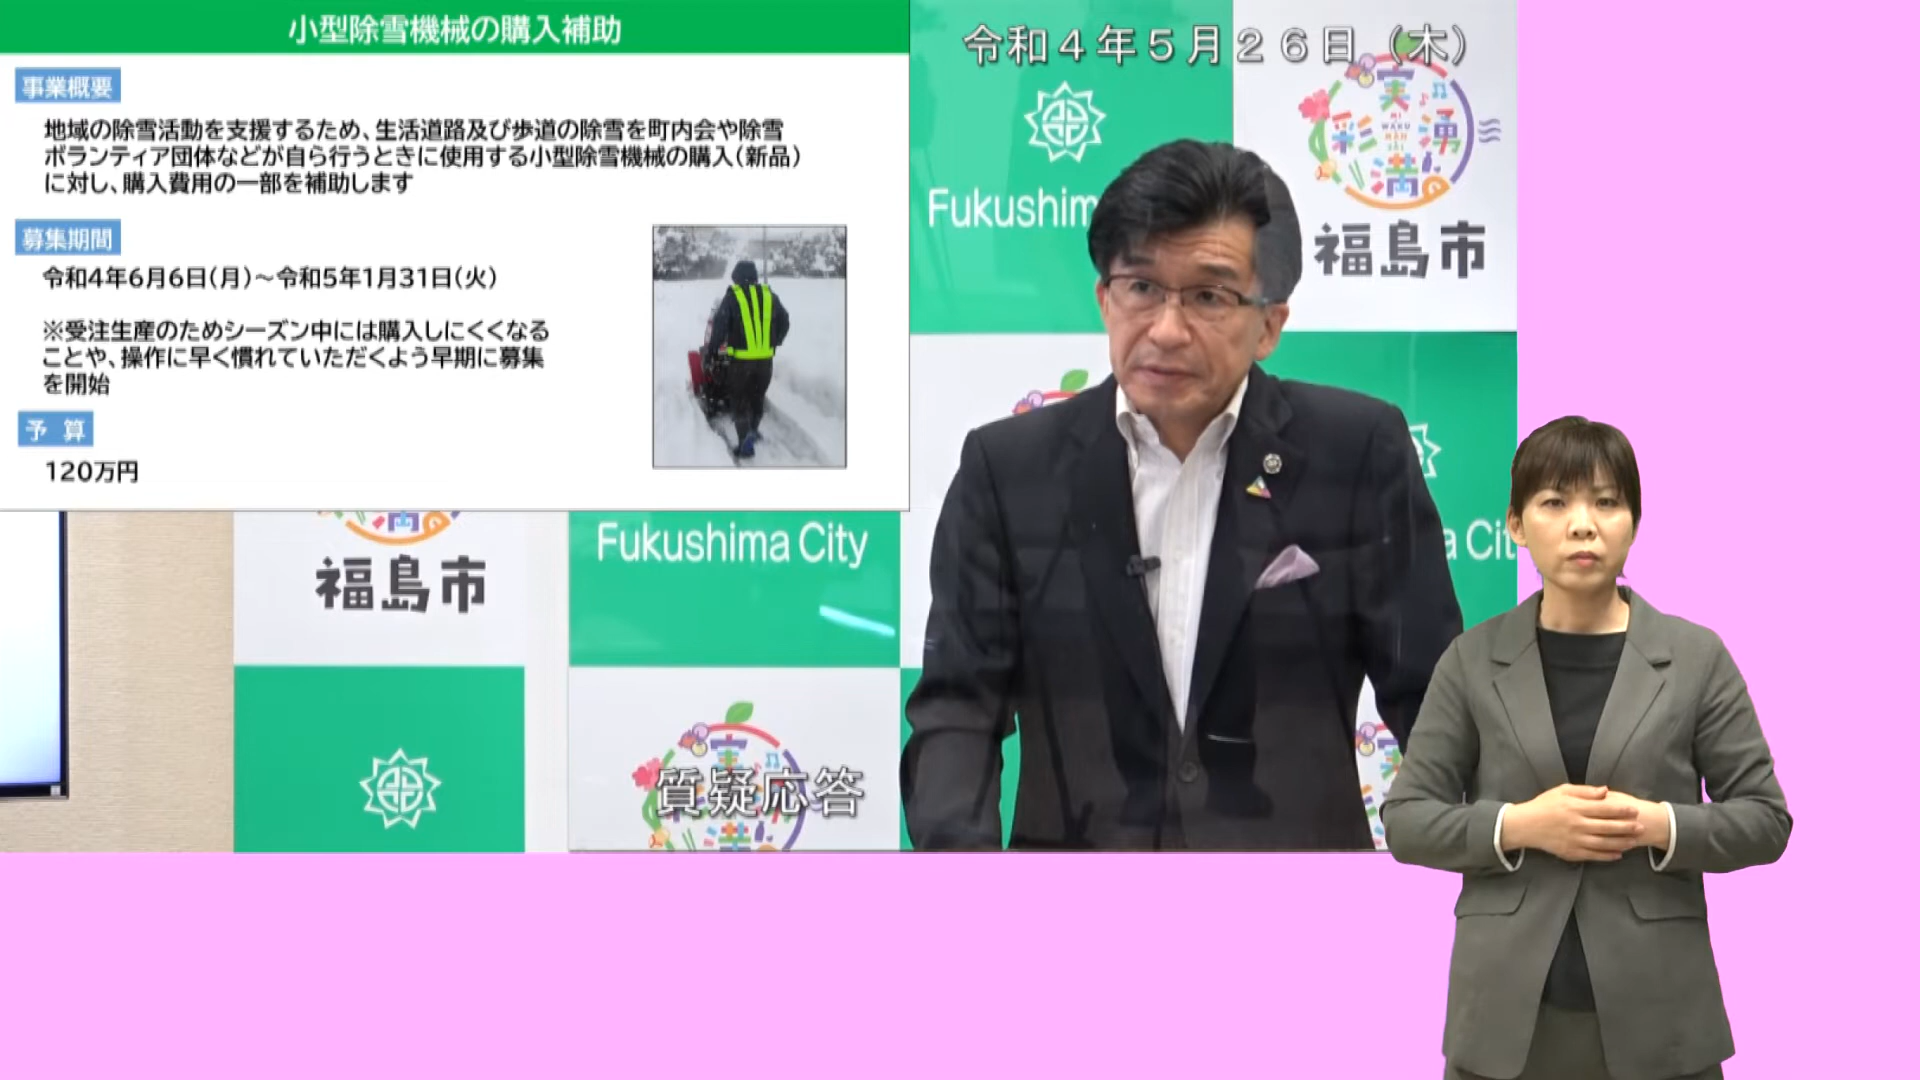 小型除雪機械の購入補助
事業概要
地域の除雪活動を支援するため、生活道路及び歩道の除雪を町内会や除雪
ボランティア団体などが自ら行うときに使用する小型除雪機械の購入（新品）
に対し、購入費用の一部を補助します
募集期間
令和4年6月6日（月）～令和5年1月31日（火）
※受注生産のためシーズン中には購入しにくくなる
ことや、操作に早く慣れていただくよう早期に募集
を開始
予 算
120万円
令和４年５月２６日（木）
Fukushim
実
彩 湧
満
福島市
福島市
Fukushima City
a Cit
実
質疑応答